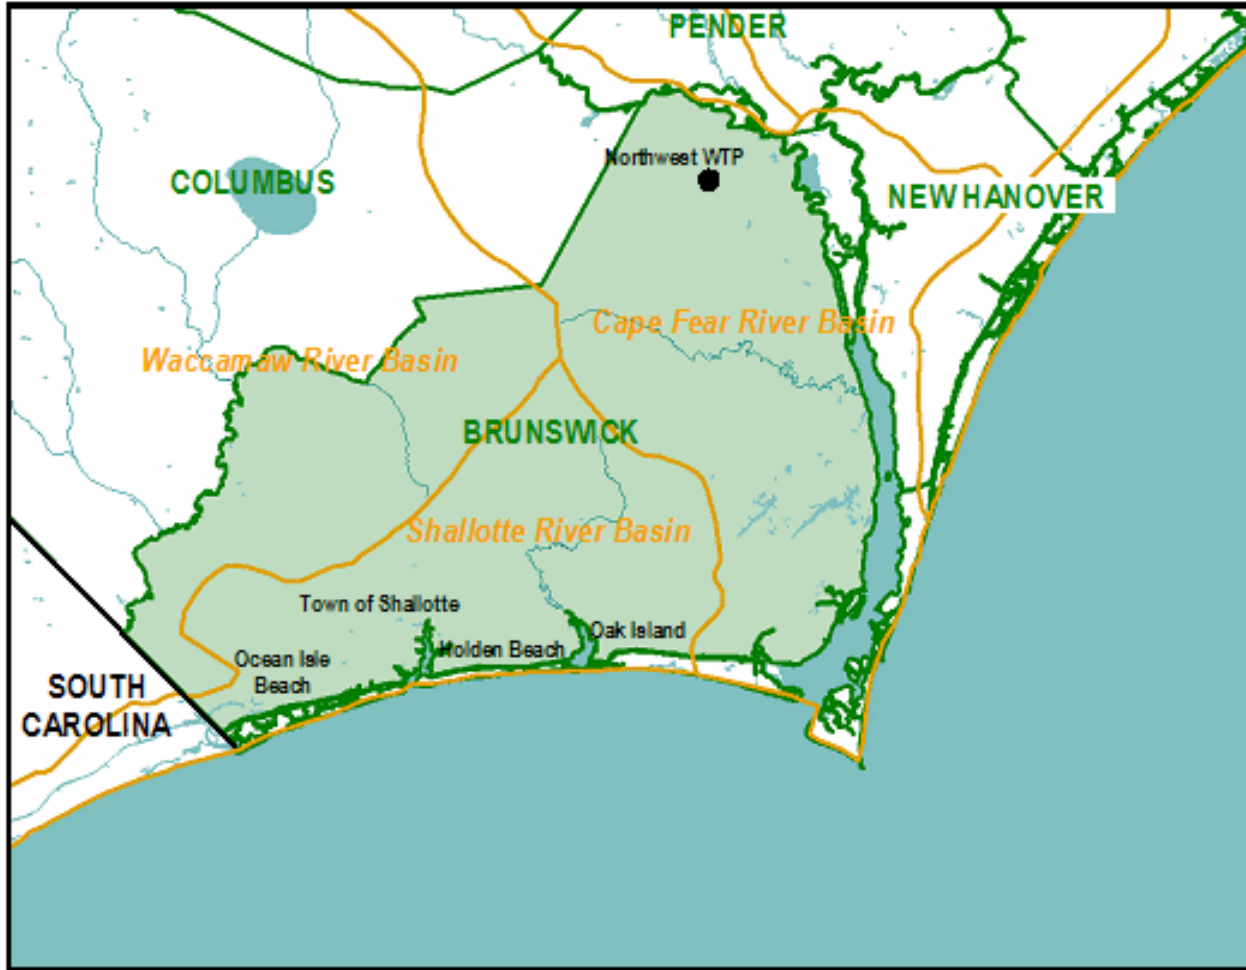 PENDER
Northwest WTP
COLUMBUS
NEW HANOVER
Cape Fear River Basin
Waccamaw River Basin
BRUNSWICK
Shallotte River Basin
Town of Shallotte
Oak Island
Holden Beach
Ocean Isle
Beach
SOUTH
CAROLINA